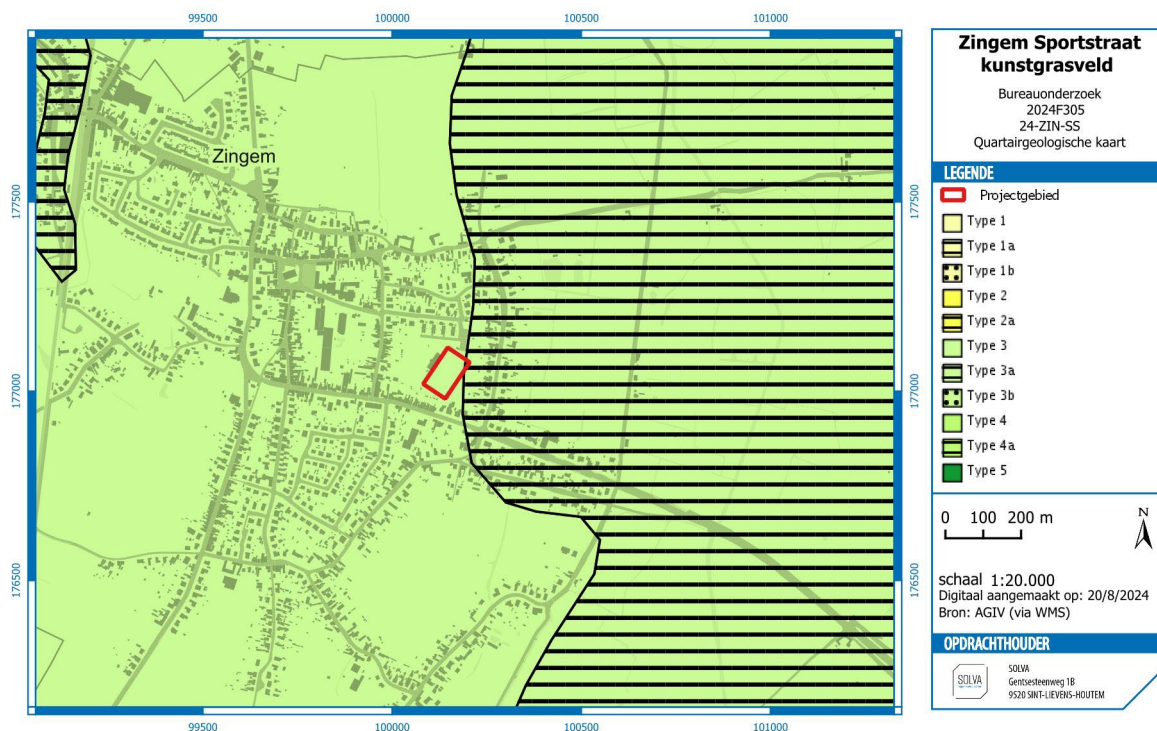 99500 100000 100500 101000
177500
177000
176500
Zingem
177500
177000
176500
99500 100000 100500 101000
Zingem Sportstraat
kunstgrasveld
Bureauonderzoek
2024F305
24-ZIN-SS
Quartairgeologische kaart
LEGENDE
Projectgebied
Type 1
Type 1a
Type 1b
Type 2
Type 2a
Type 3
Type 3a
Type 3b
Type 4
Type 4a
Type 5
0 100 200 m
N
schaal 1:20.000
Digitaal aangemaakt op: 20/8/2024
Bron: AGIV (via WMS)
OPDRACHTHOUDER
SOLVA
SOLVA
Gentsesteenweg 1B
9520 SINT-LIEVENS-HOUTEM